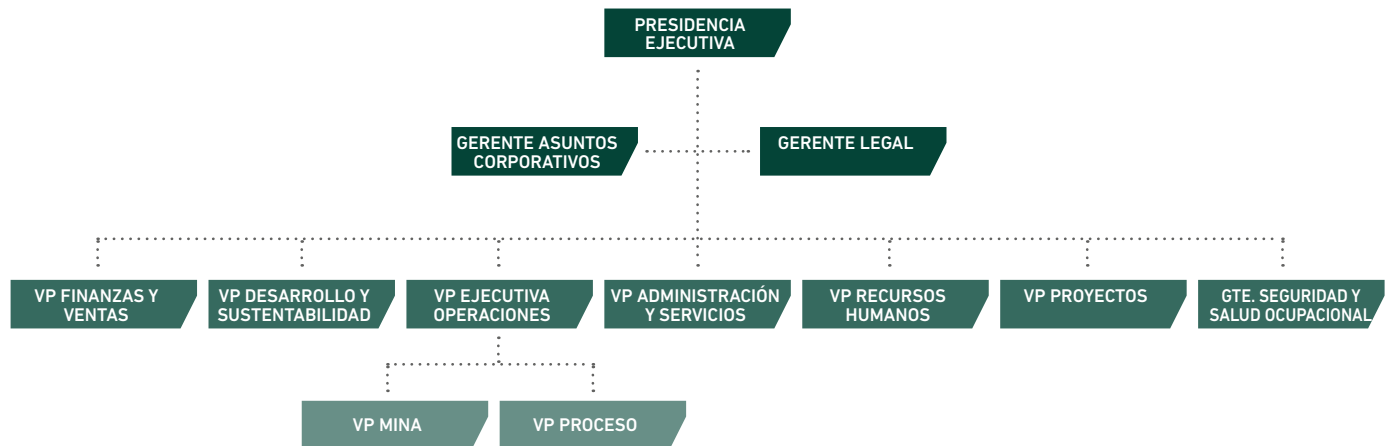 PRESIDENCIA
EJECUTIVA
GERENTE ASUNTOS
CORPORATIVOS
GERENTE LEGAL
VP FINANZAS Y
VENTAS
VP DESARROLLO Y
SUSTENTABILIDAD
VP EJECUTIVA
OPERACIONES
VP ADMINISTRACIÓN
Y SERVICIOS
VP RECURSOS
HUMANOS
VP PROYECTOS
GTE. SEGURIDAD Y
SALUD OCUPACIONAL
VP MINA
VP PROCESO